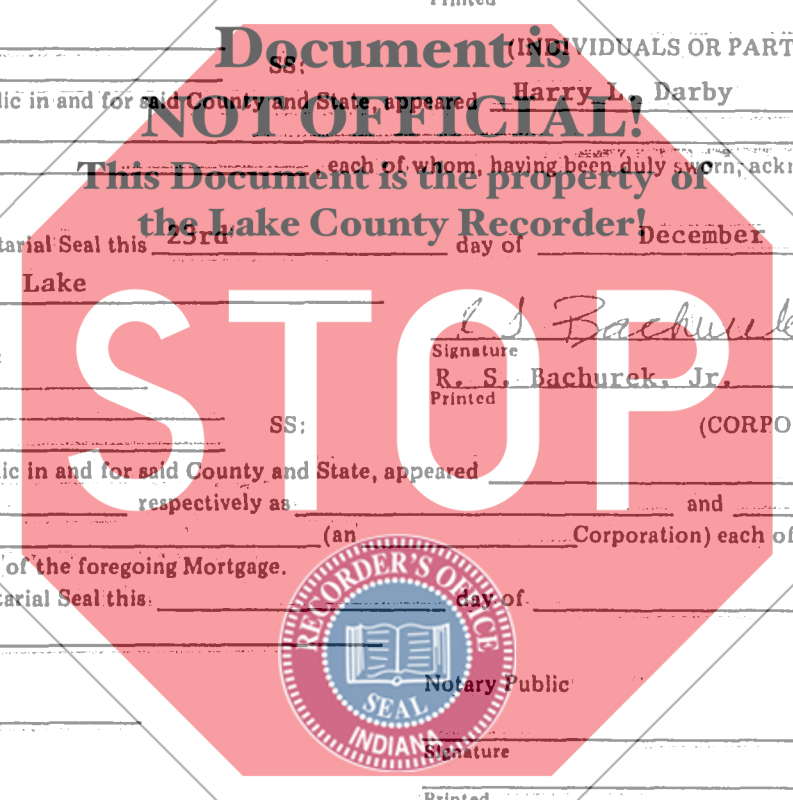 Printed
Document is
(INDIVIDUALS OR PART
SS:
lic in and for said County and State, appeared Harry L. Darby
NOT OFFICIAL!
, each of whom, having been duly sworn, ackn
This Document is the property of
the Lake County Recorder!
tarial Seal this 23rd day of December
Lake
STOP
R S Bachurek
Signature
R. S. Bachurek, Jr.
Printed
SS:
(CORPO
lic in and for said County and State, appeared
respectively as and
(an Corporation) each of
of the foregoing Mortgage.
tarial Seal this day of
RECORDER'S OFFICE
SEAL
INDIANA
Notary Public
Signature
Printed